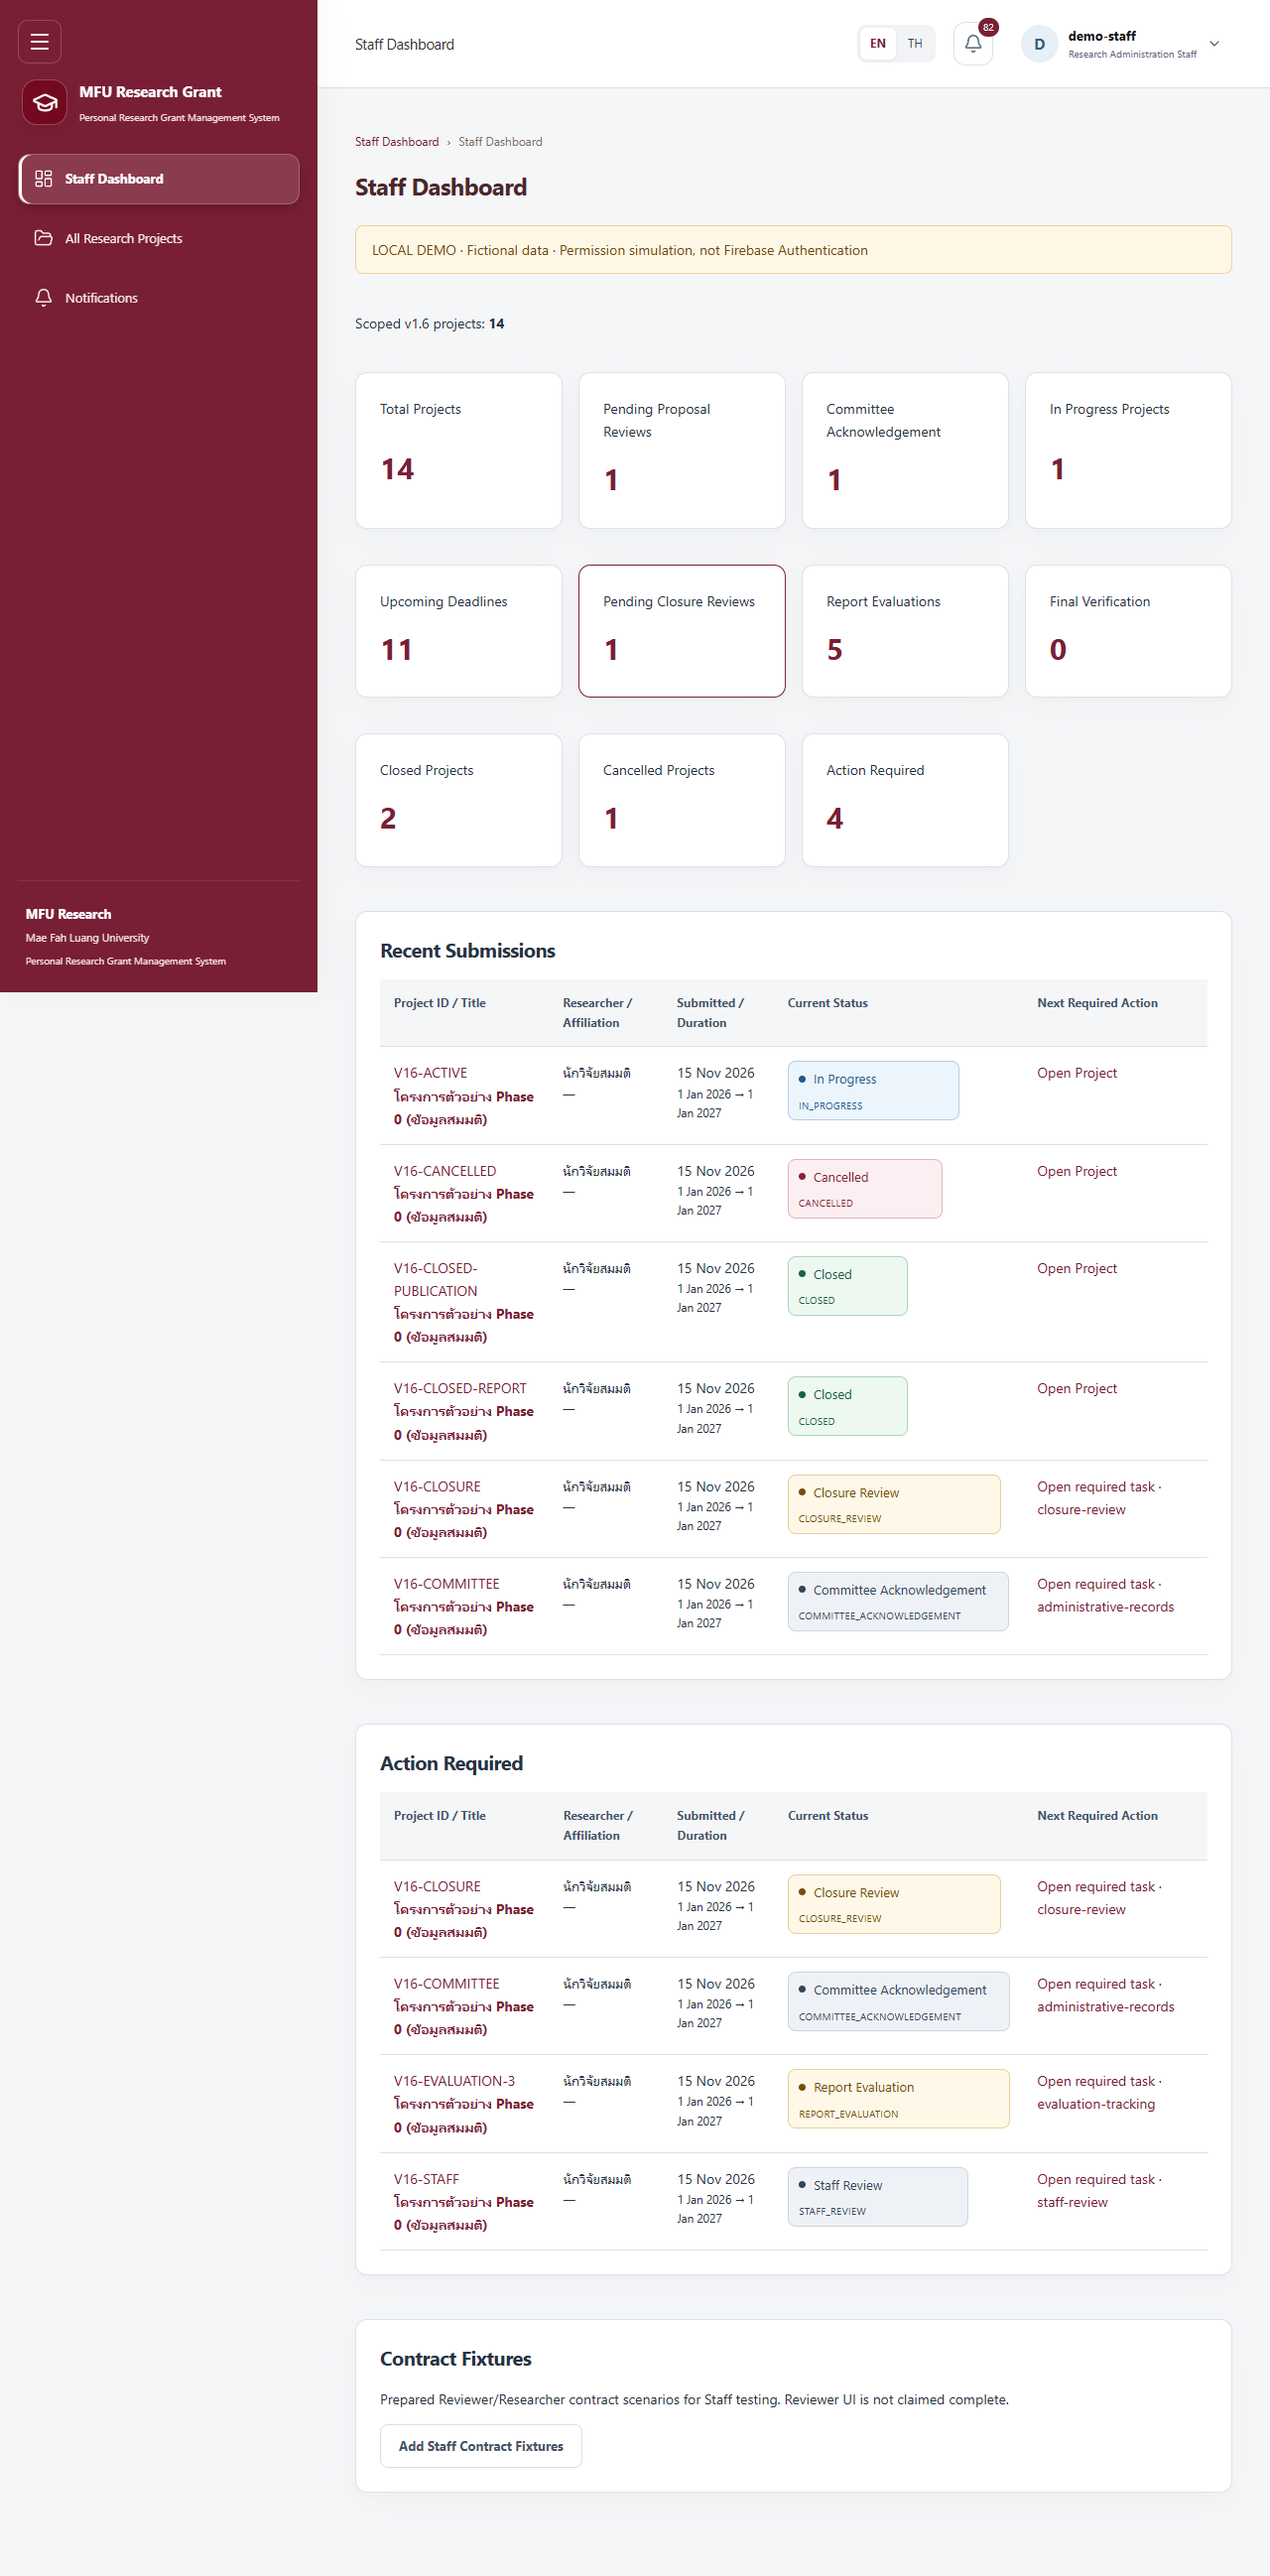 MFU Research Grant
Personal Research Grant Management System
Staff Dashboard
All Research Projects
Notifications
MFU Research
Mae Fah Luang University
Personal Research Grant Management System
Staff Dashboard
EN TH
82
D
demo-staff
Research Administration Staff
Staff Dashboard › Staff Dashboard
Staff Dashboard
LOCAL DEMO · Fictional data · Permission simulation, not Firebase Authentication
Scoped v1.6 projects: 14
Total Projects
14
Pending Proposal
Reviews
1
Committee
Acknowledgement
1
In Progress Projects
1
Upcoming Deadlines
11
Pending Closure Reviews
1
Report Evaluations
5
Final Verification
0
Closed Projects
2
Cancelled Projects
1
Action Required
4
Recent Submissions
Project ID / Title
Researcher /
Affiliation
Submitted /
Duration
Current Status
Next Required Action
V16-ACTIVE
โครงการตัวอย่าง Phase
0 (ข้อมูลสมมติ)
นักวิจัยสมมติ
—
15 Nov 2026
1 Jan 2026 → 1
Jan 2027
In Progress
IN_PROGRESS
Open Project
V16-CANCELLED
โครงการตัวอย่าง Phase
0 (ข้อมูลสมมติ)
นักวิจัยสมมติ
—
15 Nov 2026
1 Jan 2026 → 1
Jan 2027
Cancelled
CANCELLED
Open Project
V16-CLOSED-
PUBLICATION
โครงการตัวอย่าง Phase
0 (ข้อมูลสมมติ)
นักวิจัยสมมติ
—
15 Nov 2026
1 Jan 2026 → 1
Jan 2027
Closed
CLOSED
Open Project
V16-CLOSED-REPORT
โครงการตัวอย่าง Phase
0 (ข้อมูลสมมติ)
นักวิจัยสมมติ
—
15 Nov 2026
1 Jan 2026 → 1
Jan 2027
Closed
CLOSED
Open Project
V16-CLOSURE
โครงการตัวอย่าง Phase
0 (ข้อมูลสมมติ)
นักวิจัยสมมติ
—
15 Nov 2026
1 Jan 2026 → 1
Jan 2027
Closure Review
CLOSURE_REVIEW
Open required task ·
closure-review
V16-COMMITTEE
โครงการตัวอย่าง Phase
0 (ข้อมูลสมมติ)
นักวิจัยสมมติ
—
15 Nov 2026
1 Jan 2026 → 1
Jan 2027
Committee Acknowledgement
COMMITTEE_ACKNOWLEDGEMENT
Open required task ·
administrative-records
Action Required
Project ID / Title
Researcher /
Affiliation
Submitted /
Duration
Current Status
Next Required Action
V16-CLOSURE
โครงการตัวอย่าง Phase
0 (ข้อมูลสมมติ)
นักวิจัยสมมติ
—
15 Nov 2026
1 Jan 2026 → 1
Jan 2027
Closure Review
CLOSURE_REVIEW
Open required task ·
closure-review
V16-COMMITTEE
โครงการตัวอย่าง Phase
0 (ข้อมูลสมมติ)
นักวิจัยสมมติ
—
15 Nov 2026
1 Jan 2026 → 1
Jan 2027
Committee Acknowledgement
COMMITTEE_ACKNOWLEDGEMENT
Open required task ·
administrative-records
V16-EVALUATION-3
โครงการตัวอย่าง Phase
0 (ข้อมูลสมมติ)
นักวิจัยสมมติ
—
15 Nov 2026
1 Jan 2026 → 1
Jan 2027
Report Evaluation
REPORT_EVALUATION
Open required task ·
evaluation-tracking
V16-STAFF
โครงการตัวอย่าง Phase
0 (ข้อมูลสมมติ)
นักวิจัยสมมติ
—
15 Nov 2026
1 Jan 2026 → 1
Jan 2027
Staff Review
STAFF_REVIEW
Open required task ·
staff-review
Contract Fixtures
Prepared Reviewer/Researcher contract scenarios for Staff testing. Reviewer UI is not claimed complete.
Add Staff Contract Fixtures